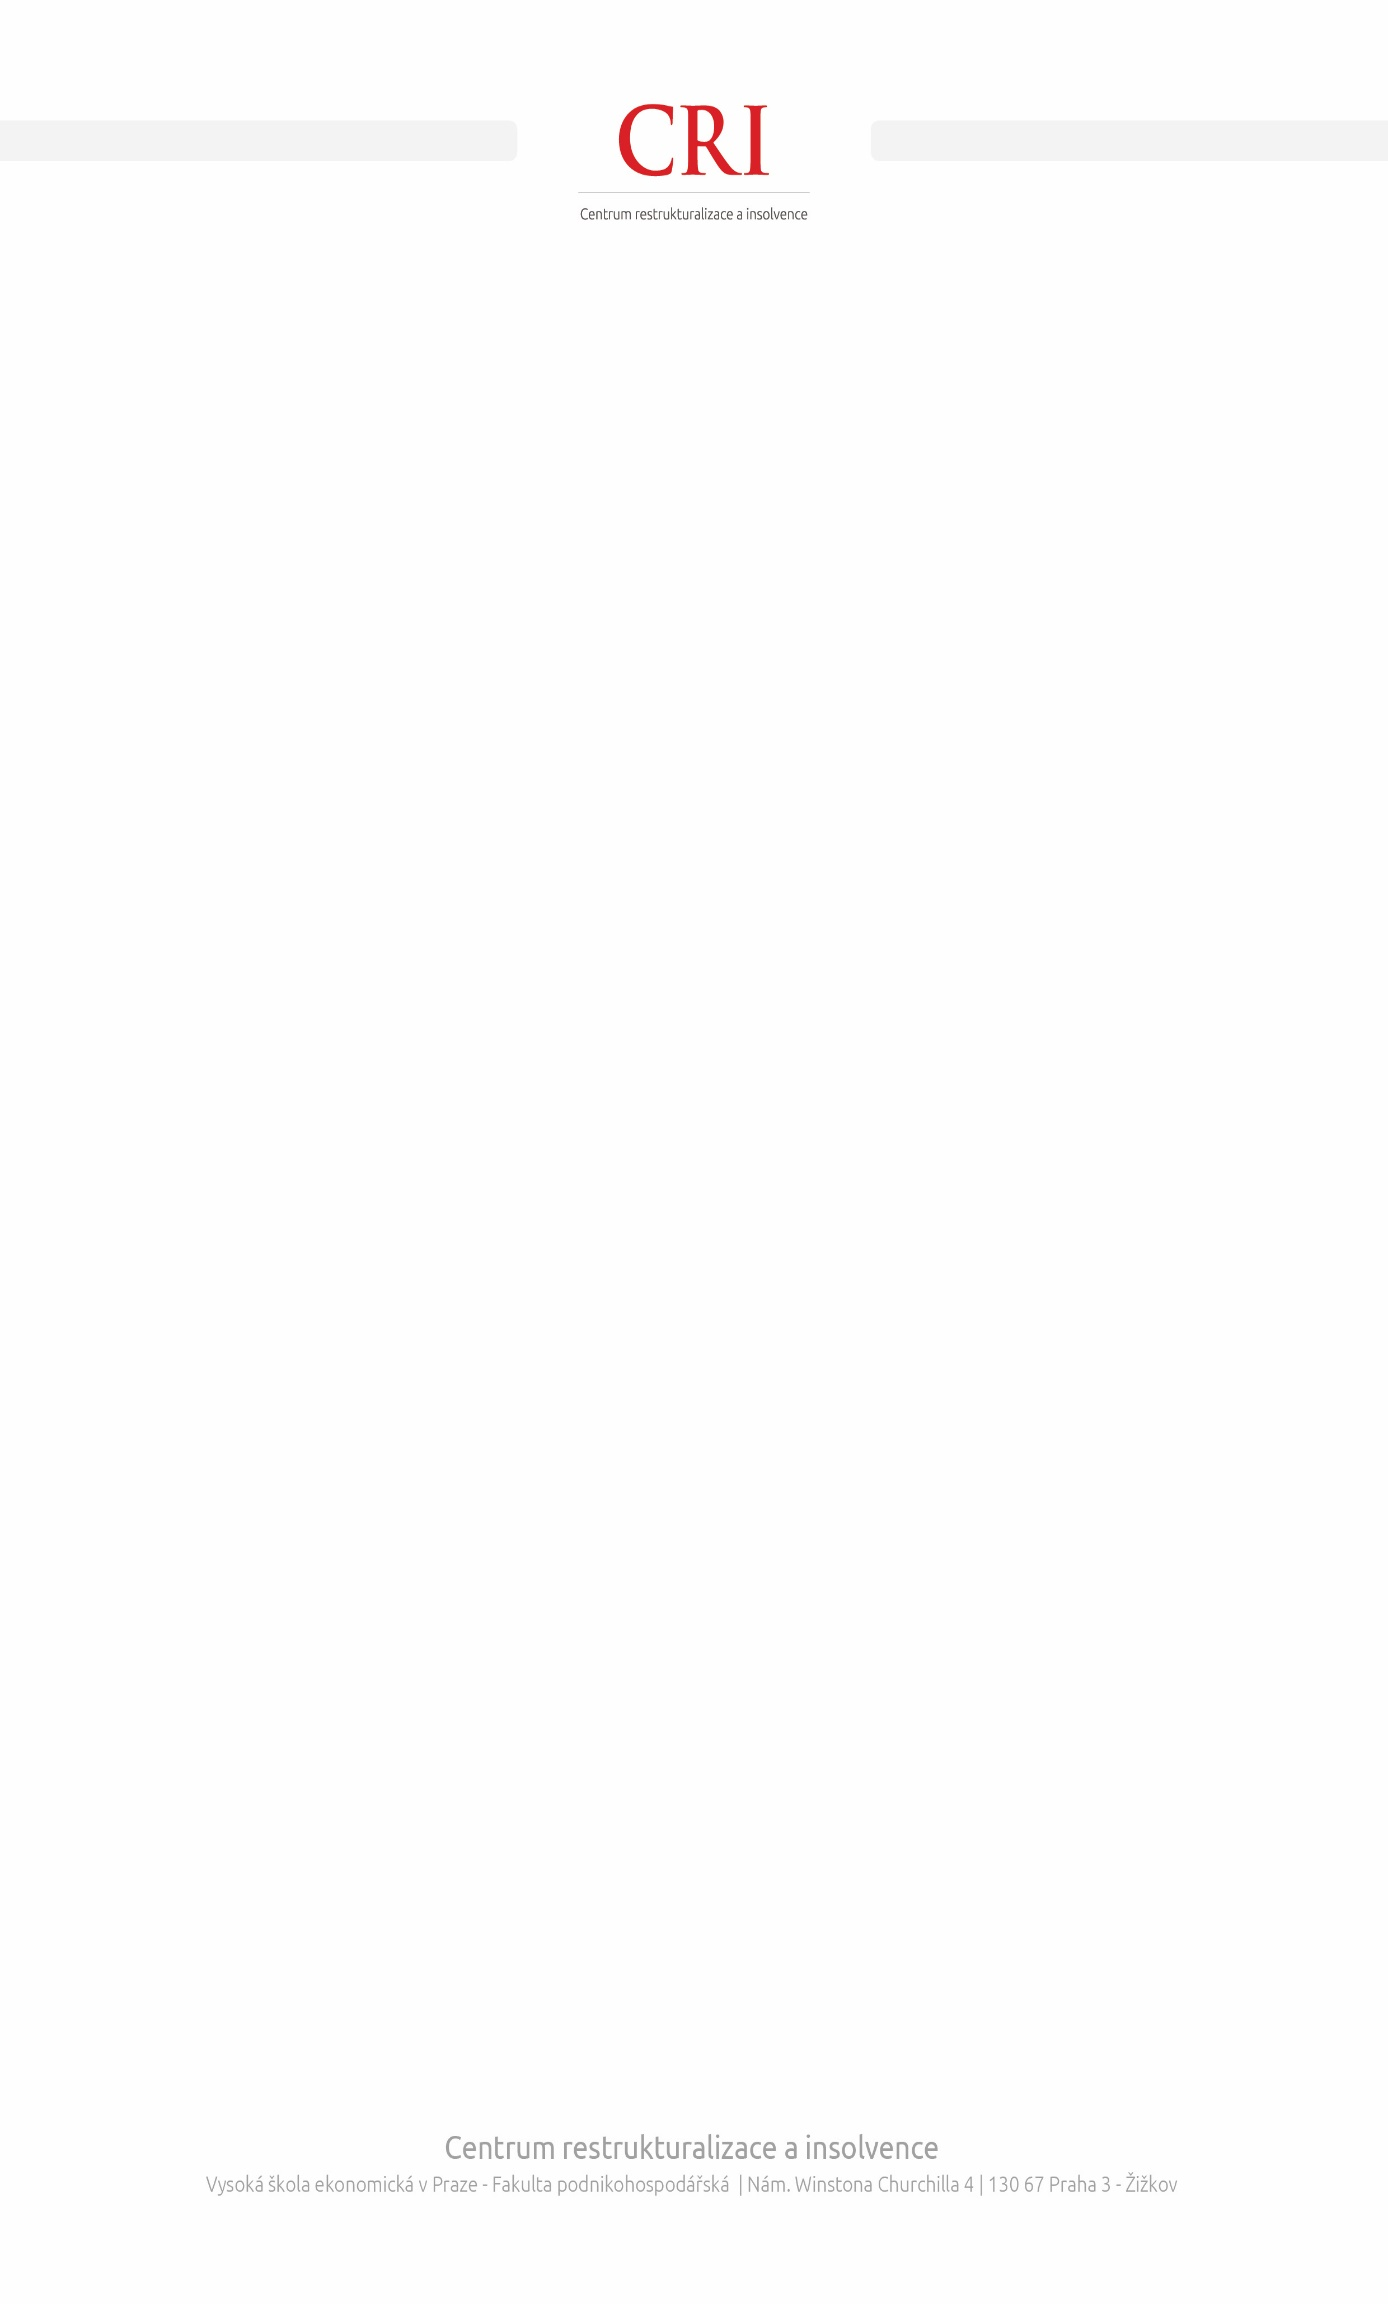 CRI
Centrum restrukturalizace a insolvence
Centrum restrukturalizace a insolvence
Vysoká škola ekonomická v Praze - Fakulta podnikohospodářská | Nám. Winstona Churchilla 4 | 130 67 Praha 3 - Žižkov